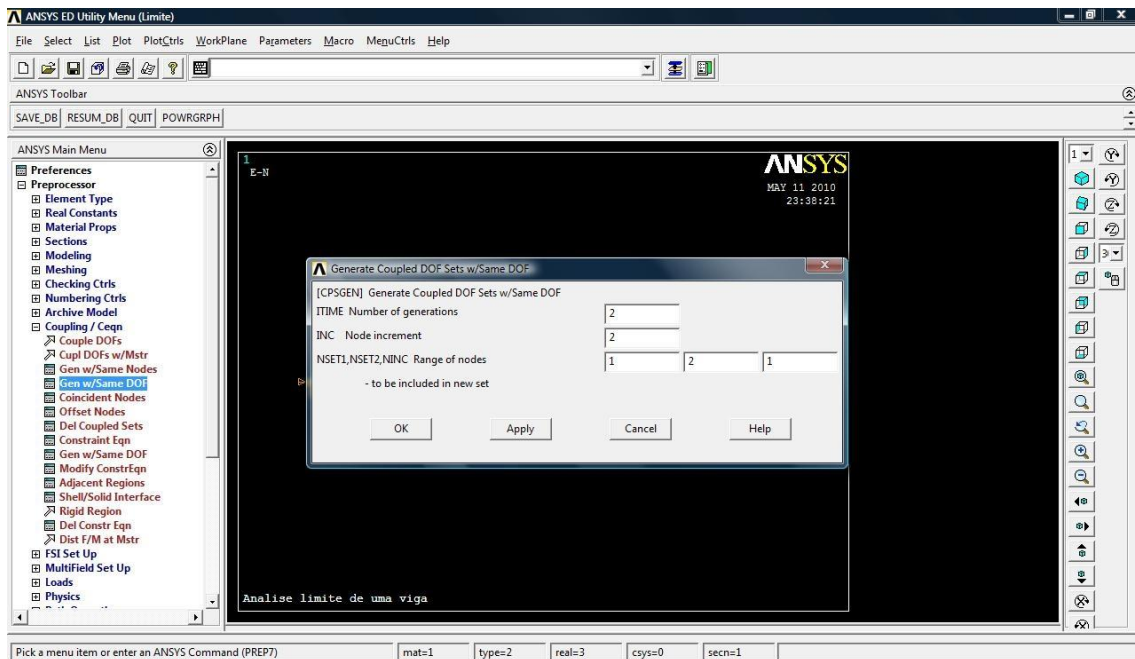 ANSYS ED Utility Menu (Limite)
File Select List Plot PlotCtrls WorkPlane Parameters Macro MenuCtrls Help
ANSYS Toolbar
SAVE_DB RESUM_DB QUIT POWRGRPH
ANSYS Main Menu
Preferences
Preprocessor
Element Type
Real Constants
Material Props
Sections
Modeling
Meshing
Checking Ctrls
Numbering Ctrls
Archive Model
Coupling / Ceqn
Couple DOFs
Cupl DOFs w/Mstr
Gen w/Same Nodes
Gen w/Same DOF
Coincident Nodes
Offset Nodes
Del Coupled Sets
Constraint Eqn
Gen w/Same DOF
Modify ConstrEqn
Adjacent Regions
Shell/Solid Interface
Rigid Region
Del Constr Eqn
Dist F/M at Mstr
FSI Set Up
MultiField Set Up
Loads
Physics
1
E-N
ANSYS
MAY 11 2010
23:38:21
Generate Coupled DOF Sets w/Same DOF
[CPSGEN] Generate Coupled DOF Sets w/Same DOF
ITIME Number of generations 2
INC Node increment 2
NSET1,NSET2,NINC Range of nodes 1 2 1
- to be included in new set
OK Apply Cancel Help
Analise limite de uma viga
1
Pick a menu item or enter an ANSYS Command (PREP7) mat=1 type=2 real=3 csys=0 secn=1